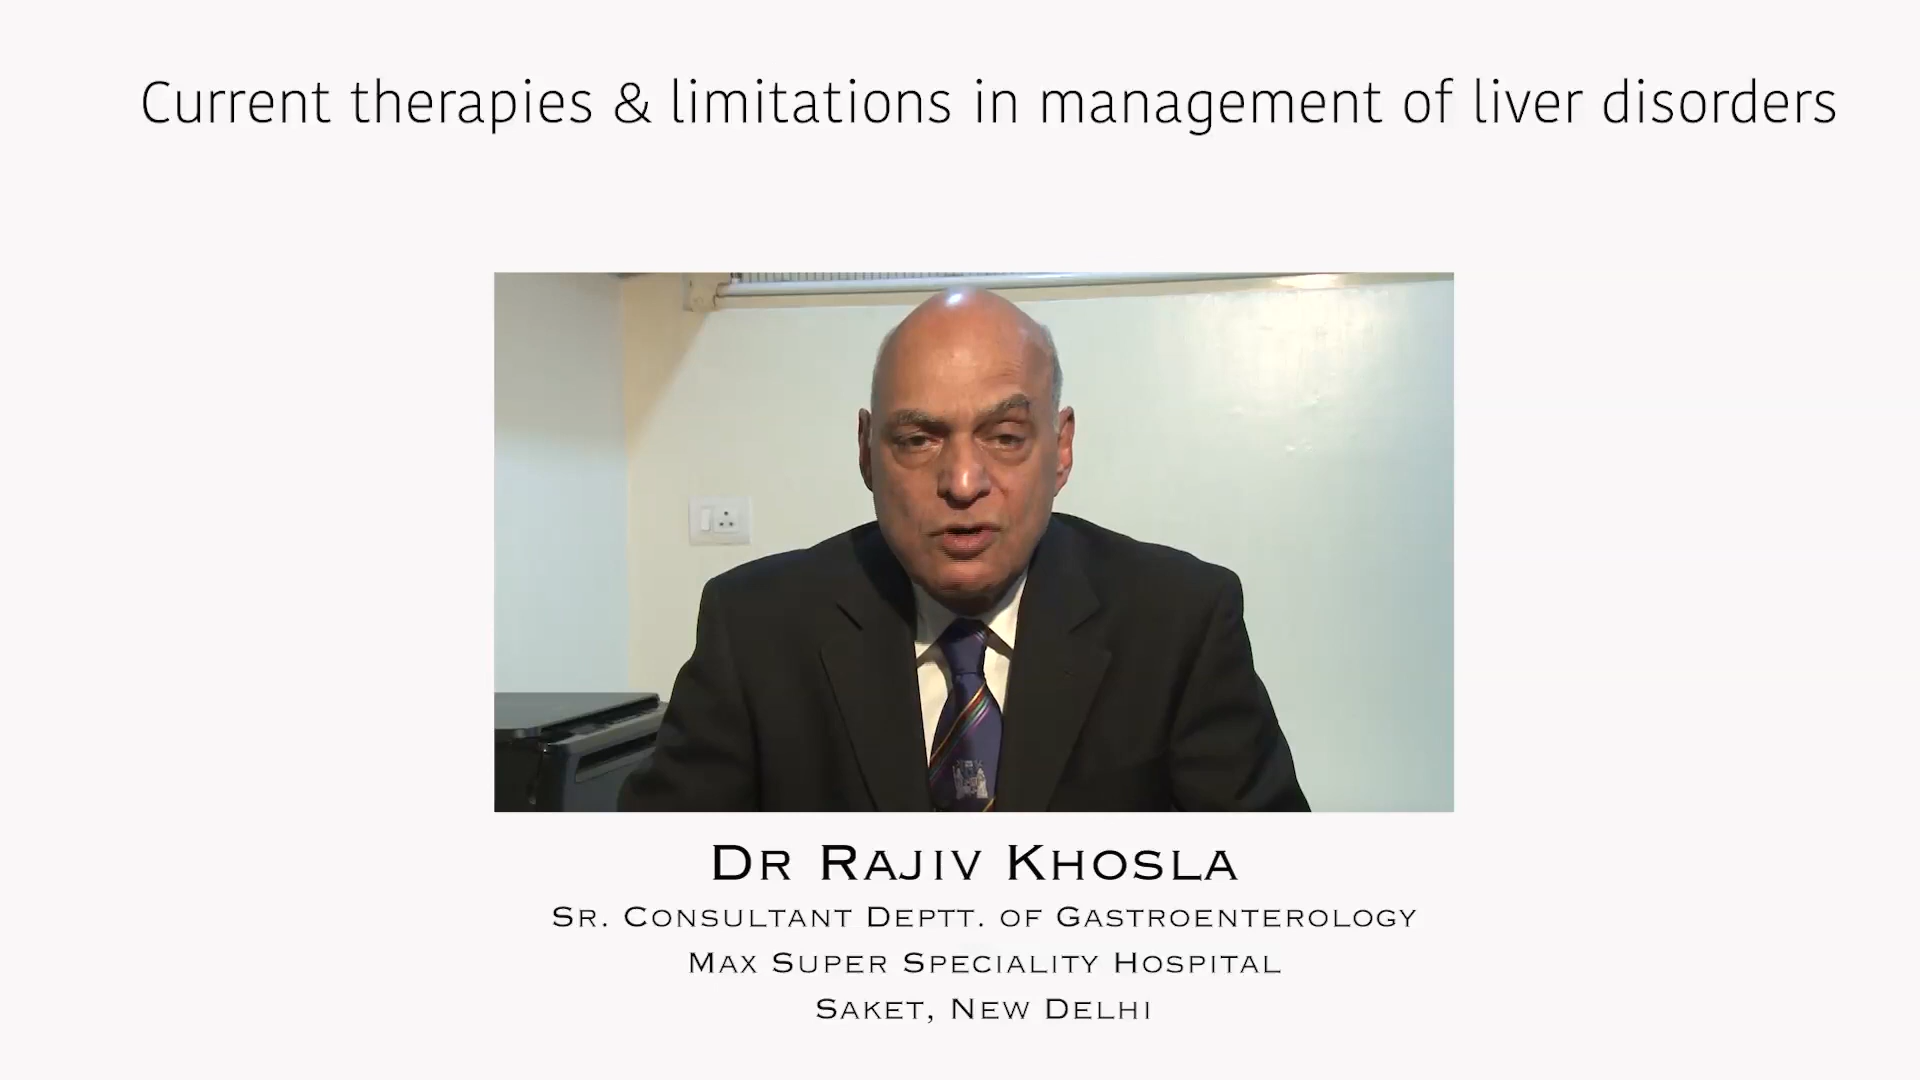 Current therapies & limitations in management of liver disorders
Dr Rajiv Khosla
Sr. Consultant Deptt. of Gastroenterology
Max Super Speciality Hospital
Saket, New Delhi